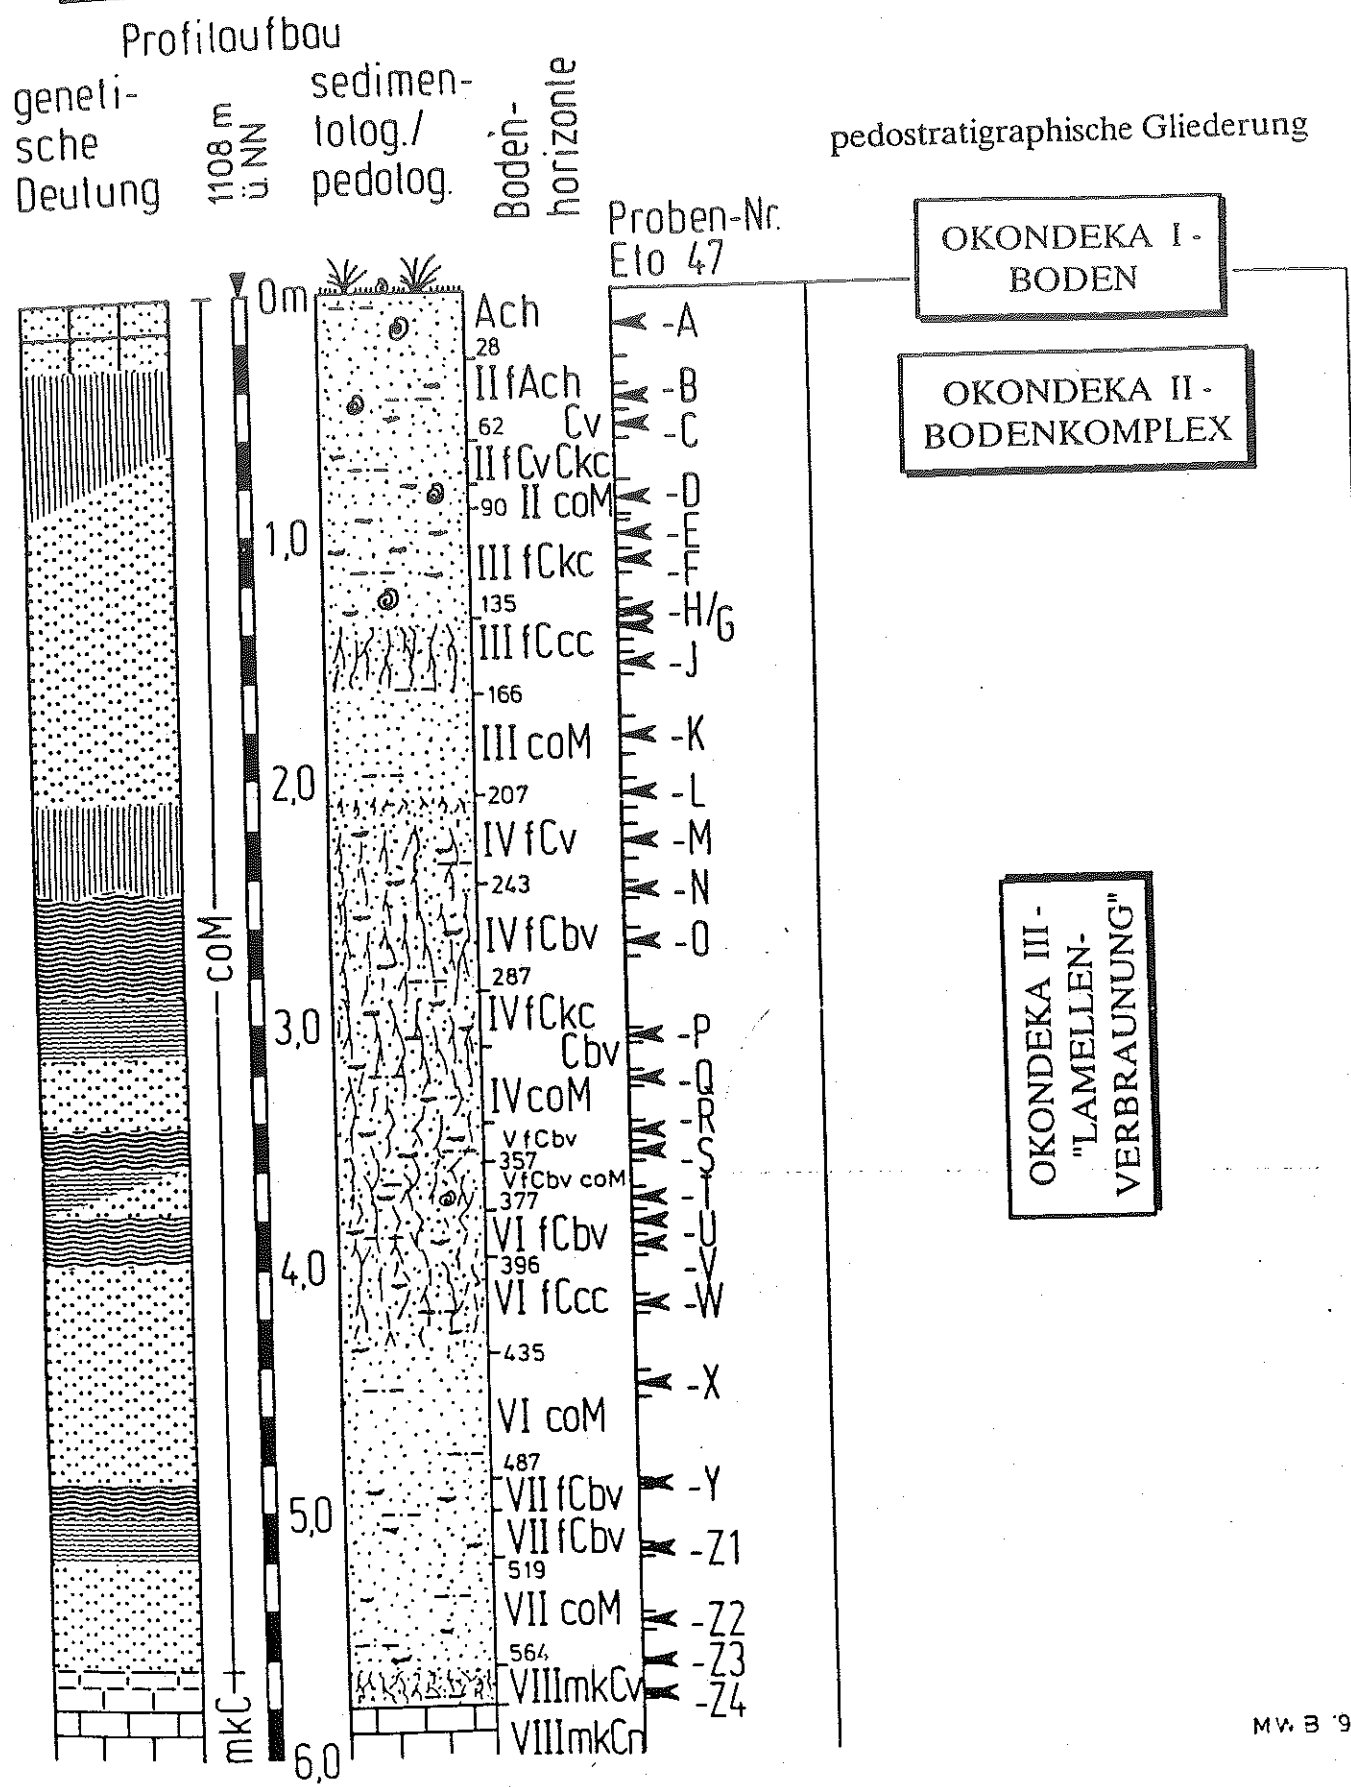 Profilaufbau
geneti-
sche
Deutung
1108 m
ü. NN
sedimen-
tolog./
pedolog.
Boden-
horizonte
Proben-Nr.
Eto 47
pedostratigraphische Gliederung
OKONDEKA I -
BODEN
OKONDEKA II -
BODENKOMPLEX
OKONDEKA III -
"LAMELLEN-
VERBRAUNUNG"
0m
1,0
2,0
3,0
4,0
5,0
6,0
coM
mkC
Ach
28
II fAch
Cv
62
II fCvCkc
90 II coM
III fCkc
135
III fCcc
166
III coM
207
IV fCv
243
IV fCbv
287
IV fCkc
Cbv
IV coM
V fCbv
357
VfCbv coM
377
VI fCbv
396
VI fCcc
435
VI coM
487
VII fCbv
VII fCbv
519
VII coM
564
VIII mkCv
VIII mkCn
-A
-B
-C
-D
-E
-F
-H/G
-J
-K
-L
-M
-N
-O
-P
-Q
-R
-S
-T
-U
-V
-W
-X
-Y
-Z1
-Z2
-Z3
-Z4